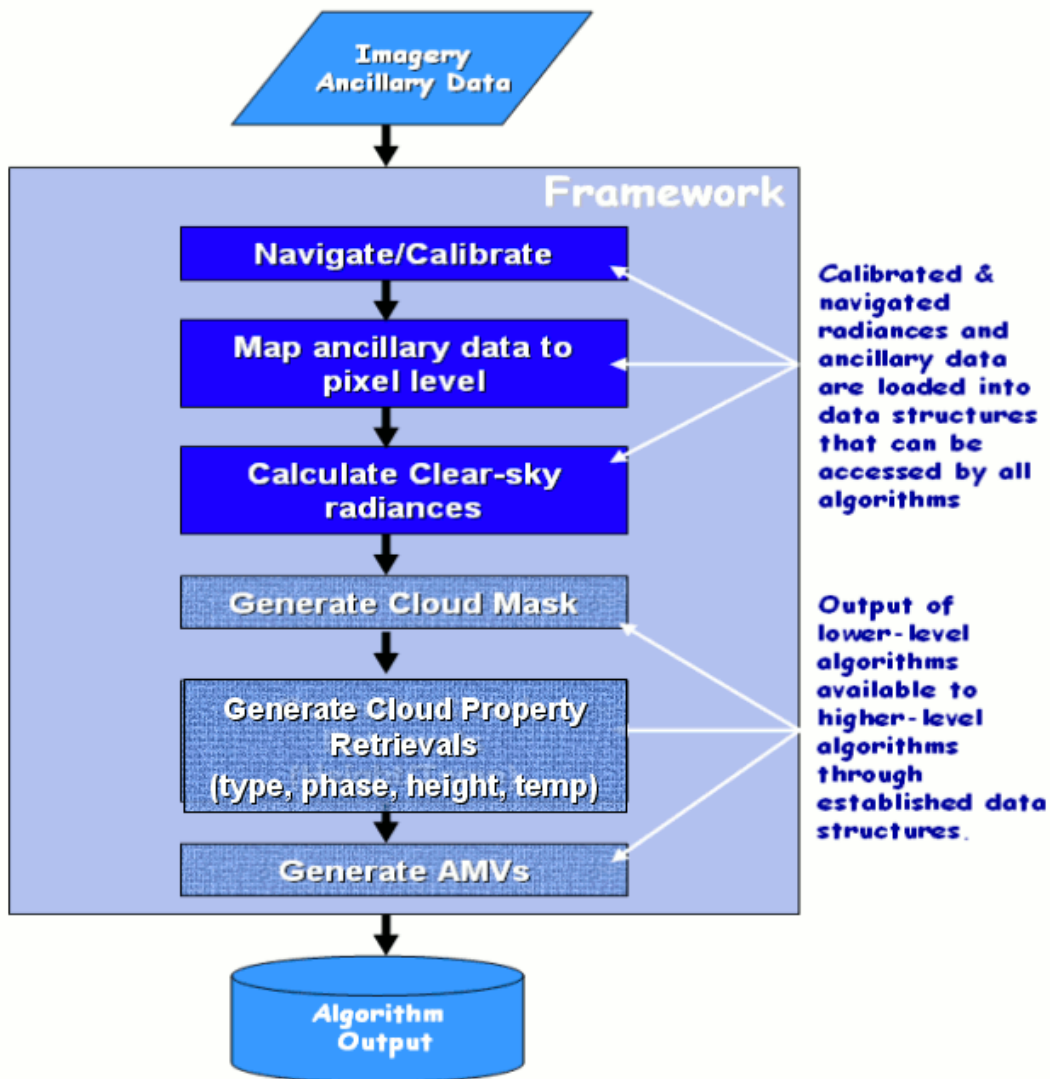 Imagery
Ancillary Data
Framework
Navigate/Calibrate
Map ancillary data to
pixel level
Calculate Clear-sky
radiances
Calibrated &
navigated
radiances and
ancillary data
are loaded into
data structures
that can be
accessed by all
algorithms
Generate Cloud Mask
Generate Cloud Property
Retrievals
(type, phase, height, temp)
Generate AMVs
Output of
lower-level
algorithms
available to
higher-level
algorithms
through
established data
structures.
Algorithm
Output